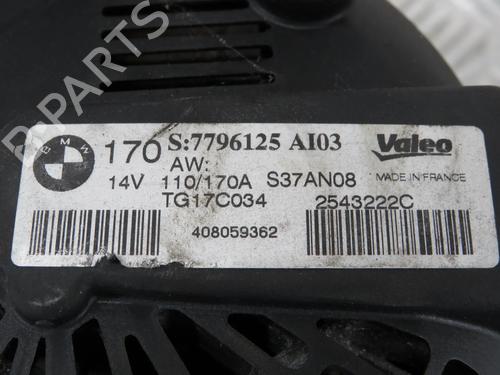 BMW
170 S:7796125 AI03 Valeo
AW:
14V 110/170A S37AN08 MADE IN FRANCE
TG17C034 2543222C
408059362
B-PARTS